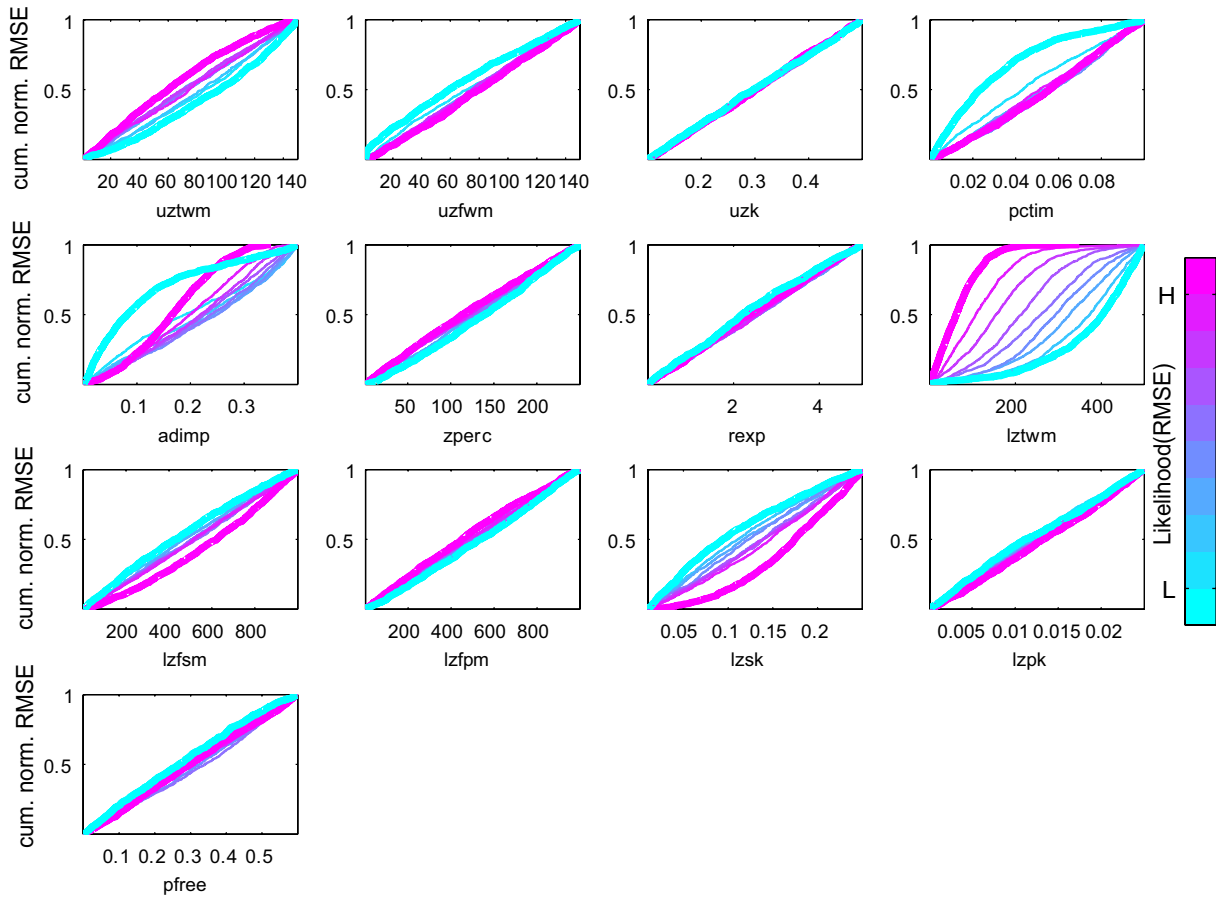 cum. norm. RMSE
1
0.5
20 40 60 80100120 140
uztwm
1
0.5
20 40 60 80100 120140
uzfwm
1
0.5
0.2 0.3 0.4
uzk
1
0.5
0.02 0.04 0.06 0.08
pctim
cum. norm. RMSE
1
0.5
0.1 0.2 0.3
adimp
1
0.5
50 100 150 200
zperc
1
0.5
2 4
rexp
1
0.5
200 400
lztwm
cum. norm. RMSE
1
0.5
200 400 600 800
lzfsm
1
0.5
200 400 600 800
lzfpm
1
0.5
0.05 0.1 0.15 0.2
lzsk
1
0.5
0.005 0.01 0.015 0.02
lzpk
cum. norm. RMSE
1
0.5
0.1 0.2 0.3 0.4 0.5
pfree
H
Likelihood(RMSE)
L